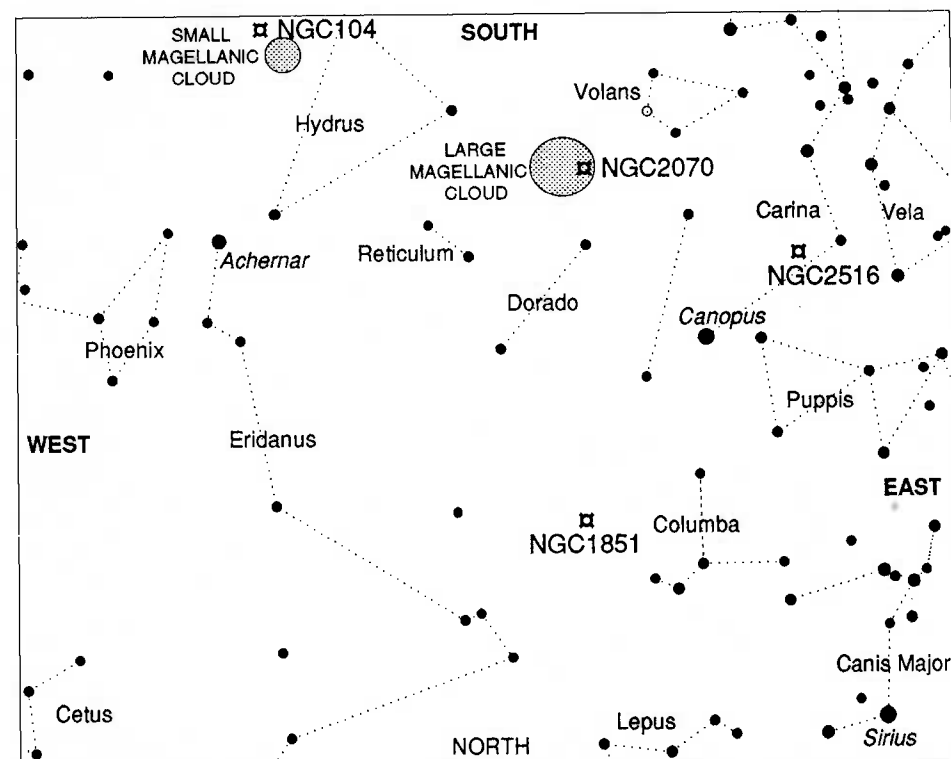 SMALL
MAGELLANIC
CLOUD
NGC104
SOUTH
Hydrus
Volans
LARGE
MAGELLANIC
CLOUD
NGC2070
Carina
Vela
Achernar
Reticulum
NGC2516
Dorado
Canopus
Phoenix
Puppis
WEST
Eridanus
EAST
NGC1851
Columba
Canis Major
Cetus
Lepus
Sirius
NORTH